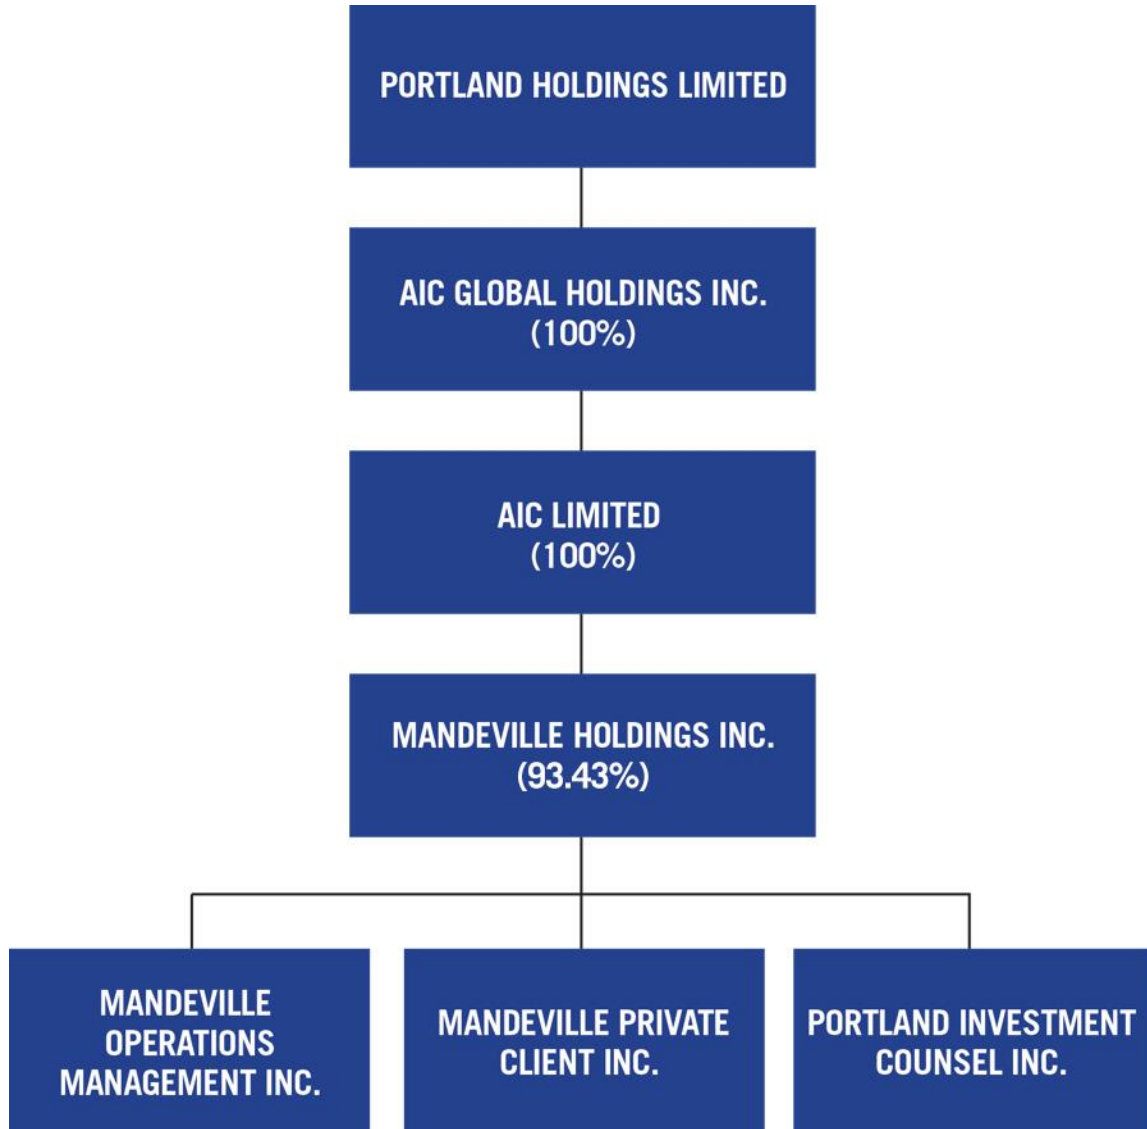 PORTLAND HOLDINGS LIMITED
AIC GLOBAL HOLDINGS INC.
(100%)
AIC LIMITED
(100%)
MANDEVILLE HOLDINGS INC.
(93.43%)
MANDEVILLE
OPERATIONS
MANAGEMENT INC.
MANDEVILLE PRIVATE
CLIENT INC.
PORTLAND INVESTMENT
COUNSEL INC.